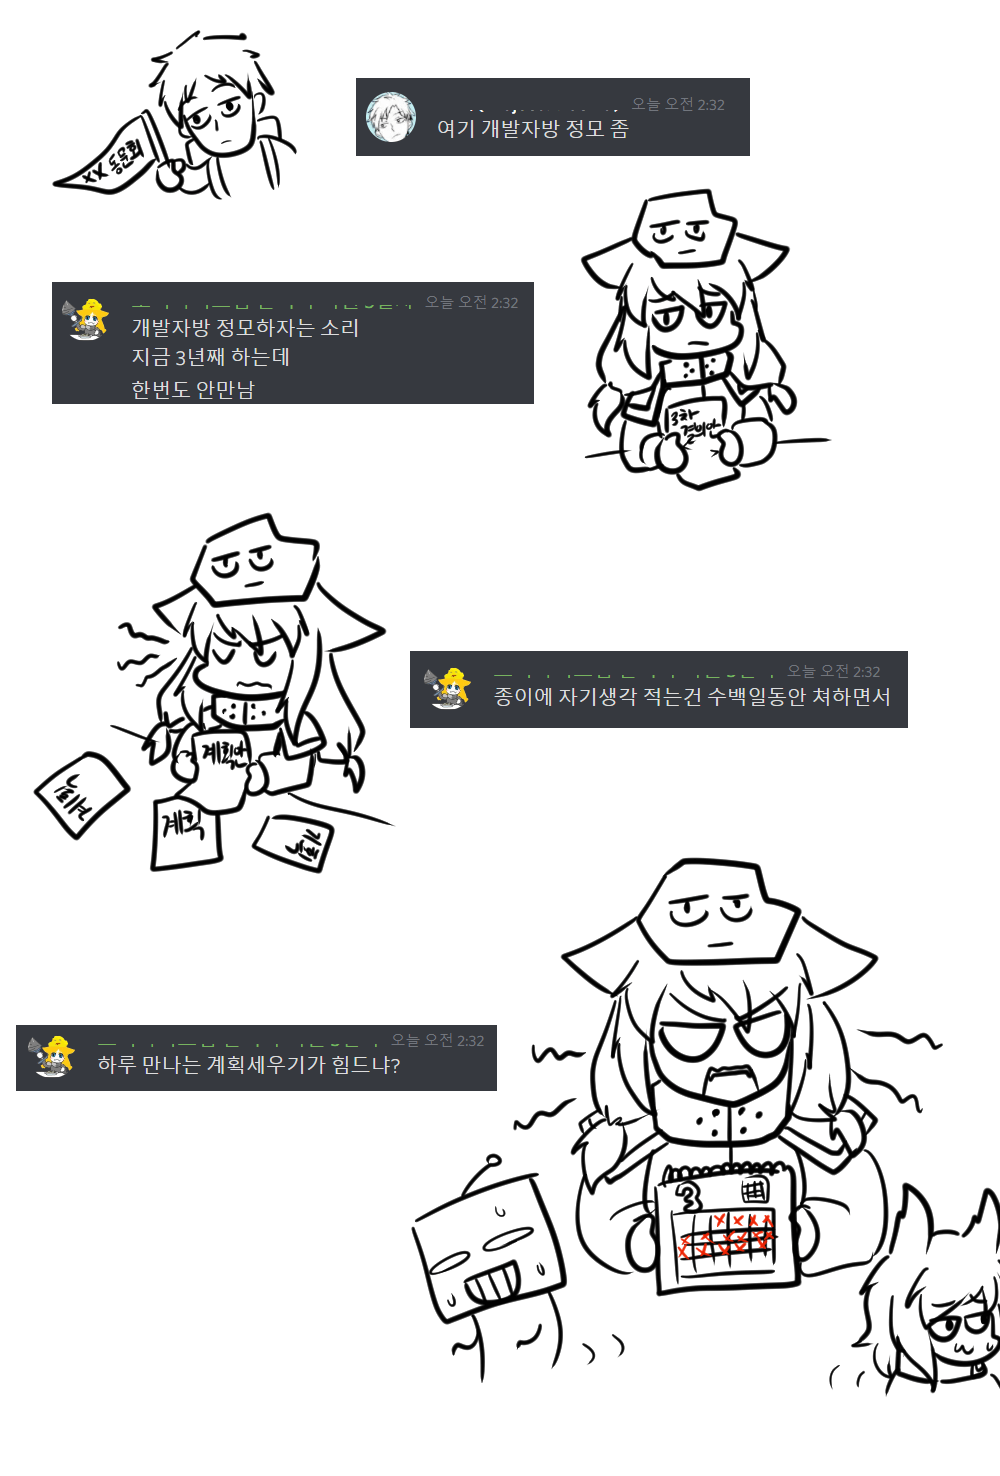 XX 동문회
오늘 오전 2:32
여기 개발자방 정모 좀
오늘 오전 2:32
개발자방 정모하자는 소리
지금 3년째 하는데
한번도 안만남
3차
결의안
오늘 오전 2:32
종이에 자기생각 적는건 수백일동안 처하면서
계획안
계획
오늘 오전 2:32
하루 만나는 계획세우기가 힘드냐?
3